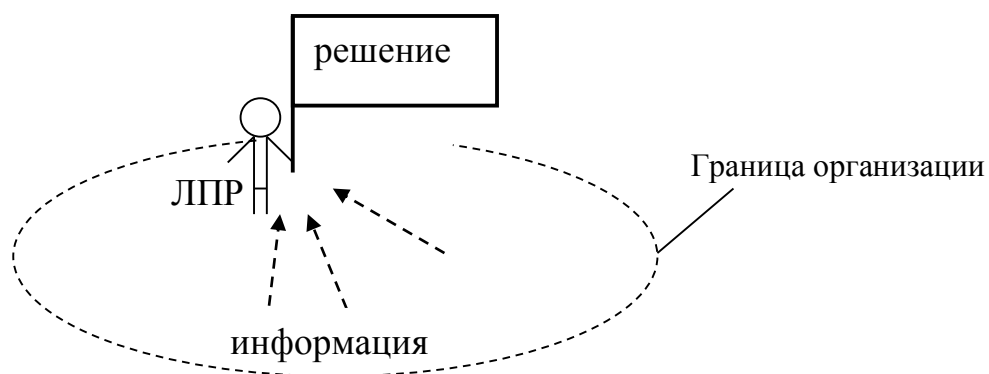 решение
Граница организации
ЛПР
информация